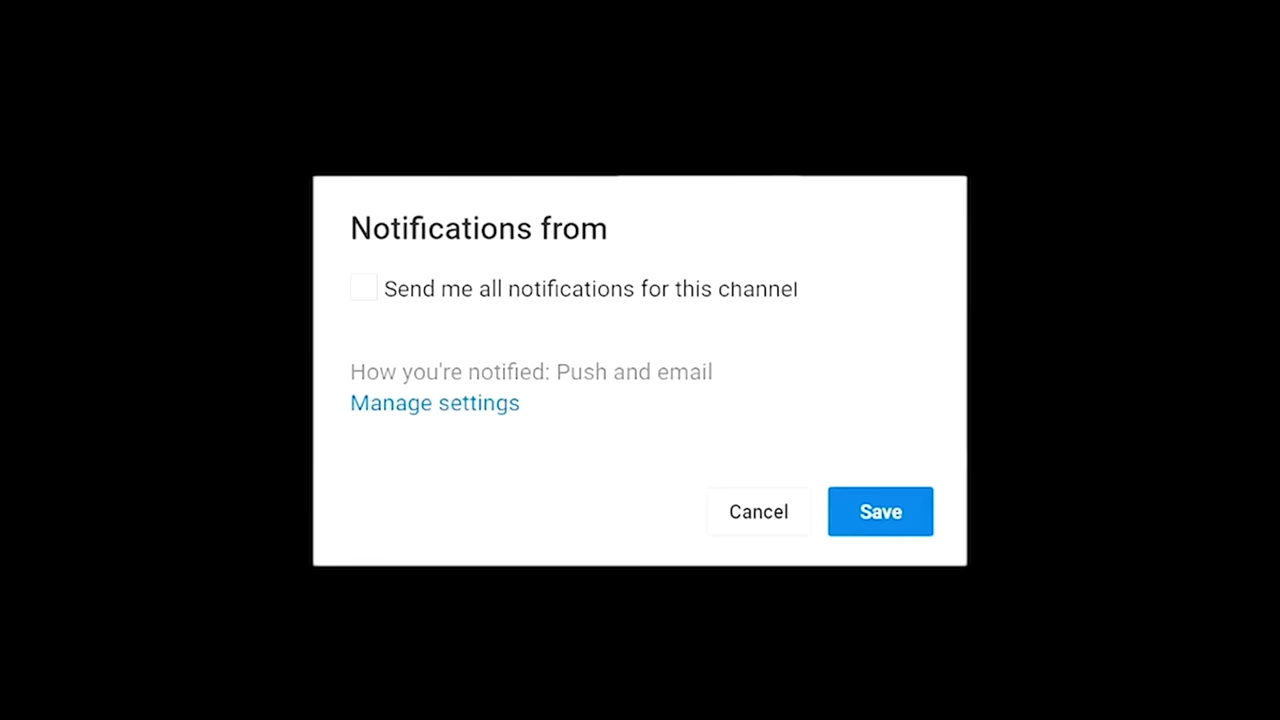 Notifications from
Send me all notifications for this channel
How you're notified: Push and email
Manage settings
Cancel
Save